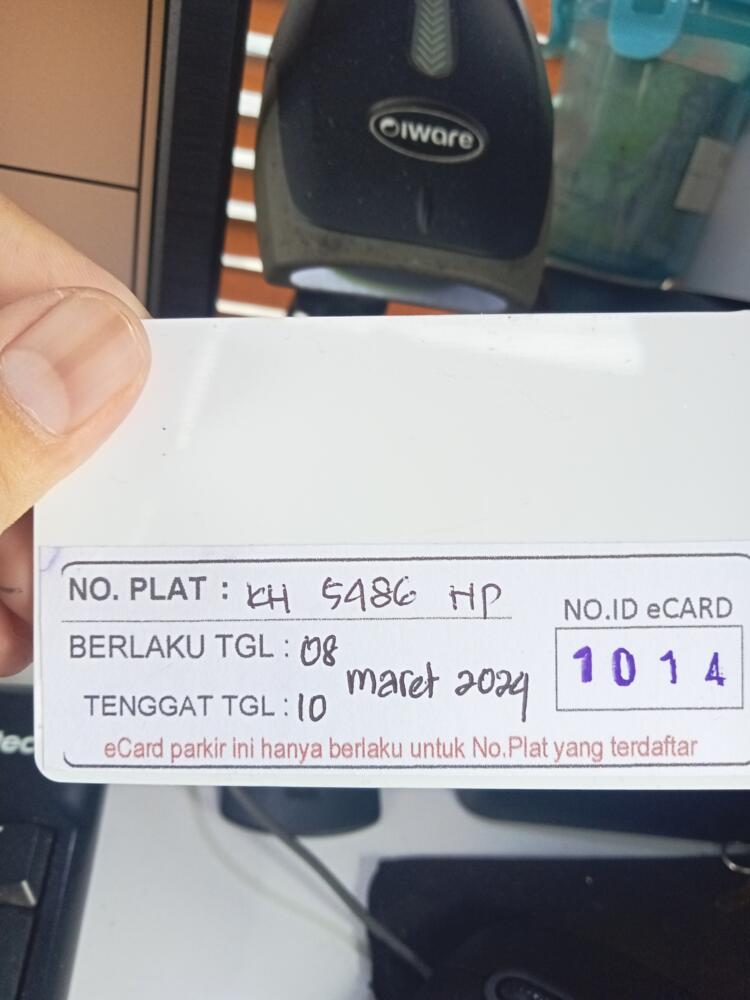 iware
NO. PLAT : KH 5486 HP
BERLAKU TGL : 08
maret 2024
TENGGAT TGL : 10
NO.ID eCARD
1014
eCard parkir ini hanya berlaku untuk No.Plat yang terdaftar